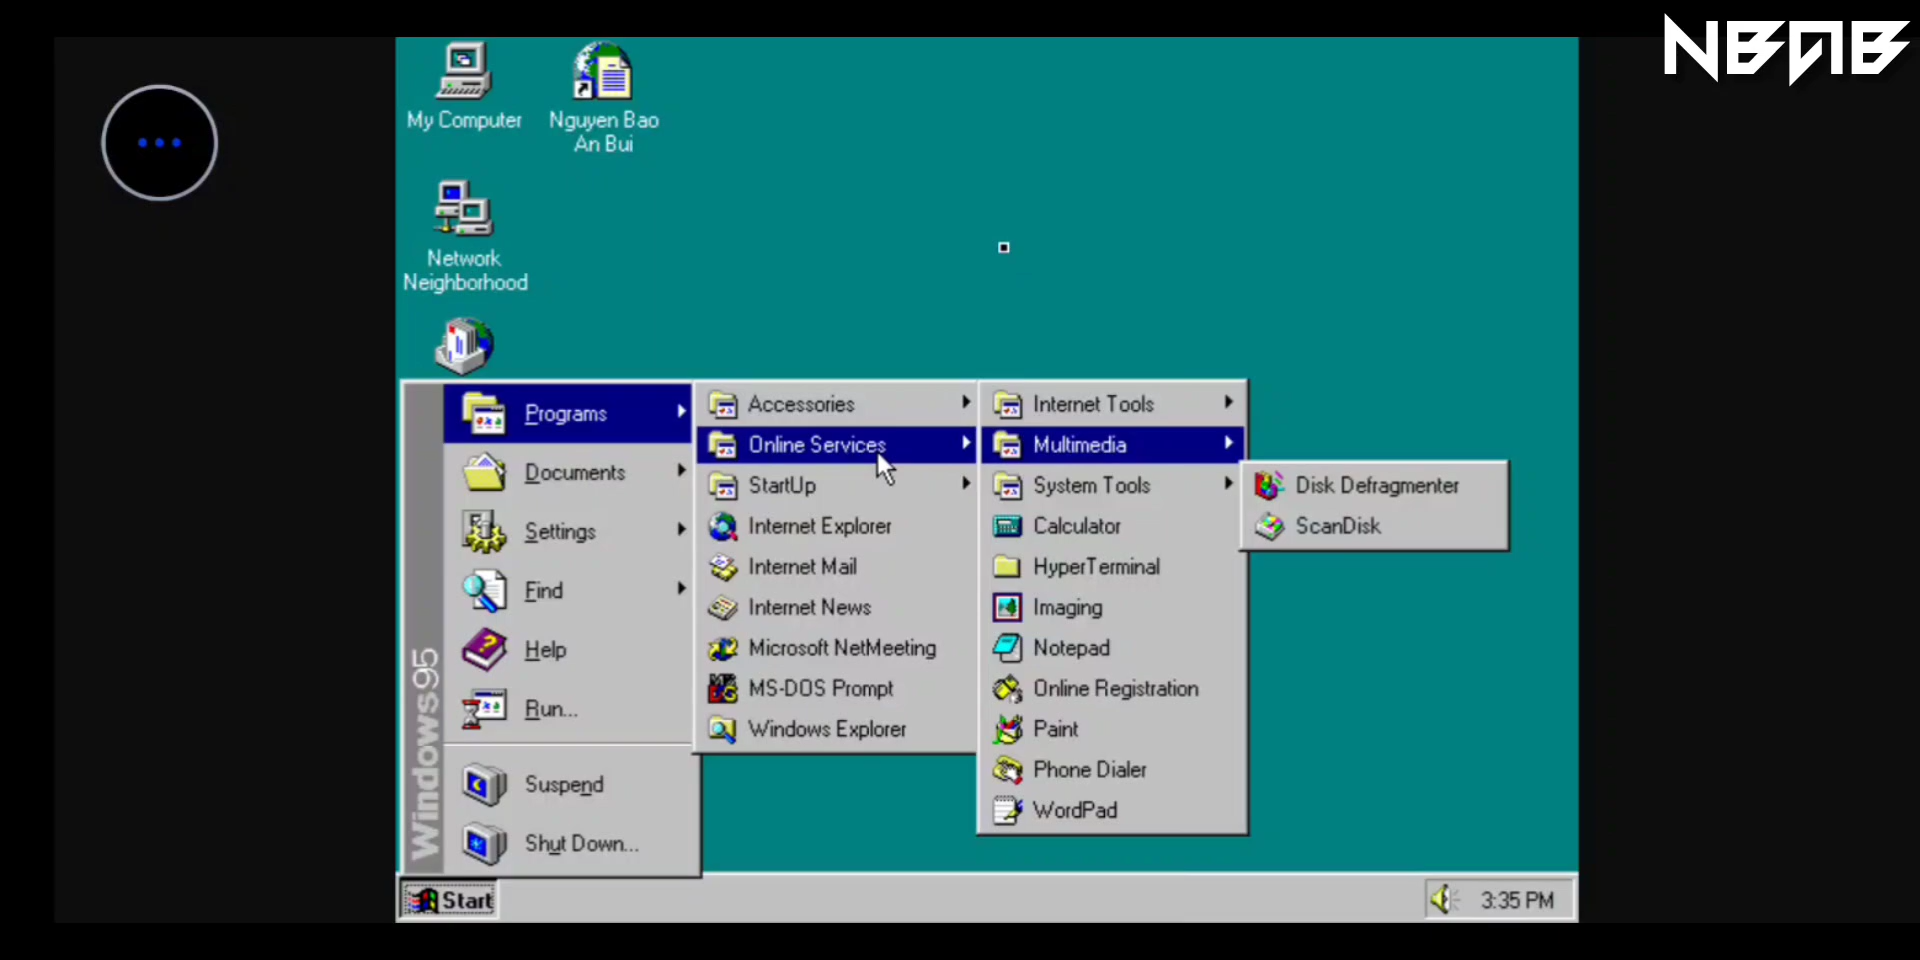 NBAB
My Computer
Nguyen Bao
An Bui
Network
Neighborhood
Programs
Documents
Settings
Find
Help
Run...
Suspend
Shut Down...
Windows95
Accessories
Online Services
StartUp
Internet Explorer
Internet Mail
Internet News
Microsoft NetMeeting
MS-DOS Prompt
Windows Explorer
Internet Tools
Multimedia
System Tools
Calculator
HyperTerminal
Imaging
Notepad
Online Registration
Paint
Phone Dialer
WordPad
Disk Defragmenter
ScanDisk
Start
3:35 PM